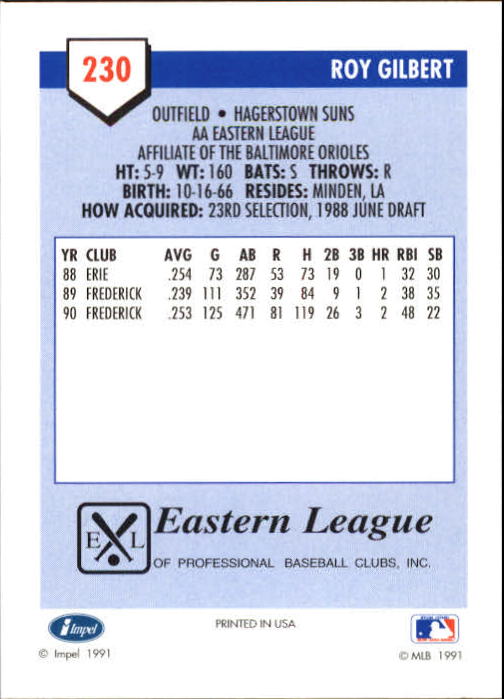 230
ROY GILBERT
OUTFIELD • HAGERSTOWN SUNS
AA EASTERN LEAGUE
AFFILIATE OF THE BALTIMORE ORIOLES
HT: 5-9 WT: 160 BATS: S THROWS: R
BIRTH: 10-16-66 RESIDES: MINDEN, LA
HOW ACQUIRED: 23RD SELECTION, 1988 JUNE DRAFT
YR CLUB AVG G AB R H 2B 3B HR RBI SB
88 ERIE .254 73 287 53 73 19 0 1 32 30
89 FREDERICK .239 111 352 39 84 9 1 2 38 35
90 FREDERICK .253 125 471 81 119 26 3 2 48 22
E L
Eastern League
OF PROFESSIONAL BASEBALL CLUBS, INC.
Impel
PRINTED IN USA
© Impel 1991
© MLB 1991